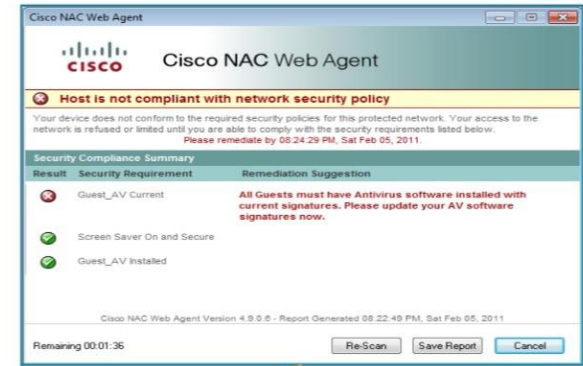 Cisco NAC Web Agent
CISCO
Cisco NAC Web Agent
Host is not compliant with network security policy
Your device does not conform to the required security policies for this protected network. Your access to the
network is refused or limited until you are able to comply with the security requirements listed below.
Please remediate by 08:24:29 PM, Sat Feb 05, 2011.
Security Compliance Summary
Result Security Requirement Remediation Suggestion
Guest_AV Current All Guests must have Antivirus software installed with
current signatures. Please update your AV software
signatures now.
Screen Saver On and Secure
Guest_AV Installed
Cisco NAC Web Agent Version 4.9.0.6 - Report Generated 08:22:49 PM, Sat Feb 05, 2011
Remaining 00:01:36 Re-Scan Save Report Cancel